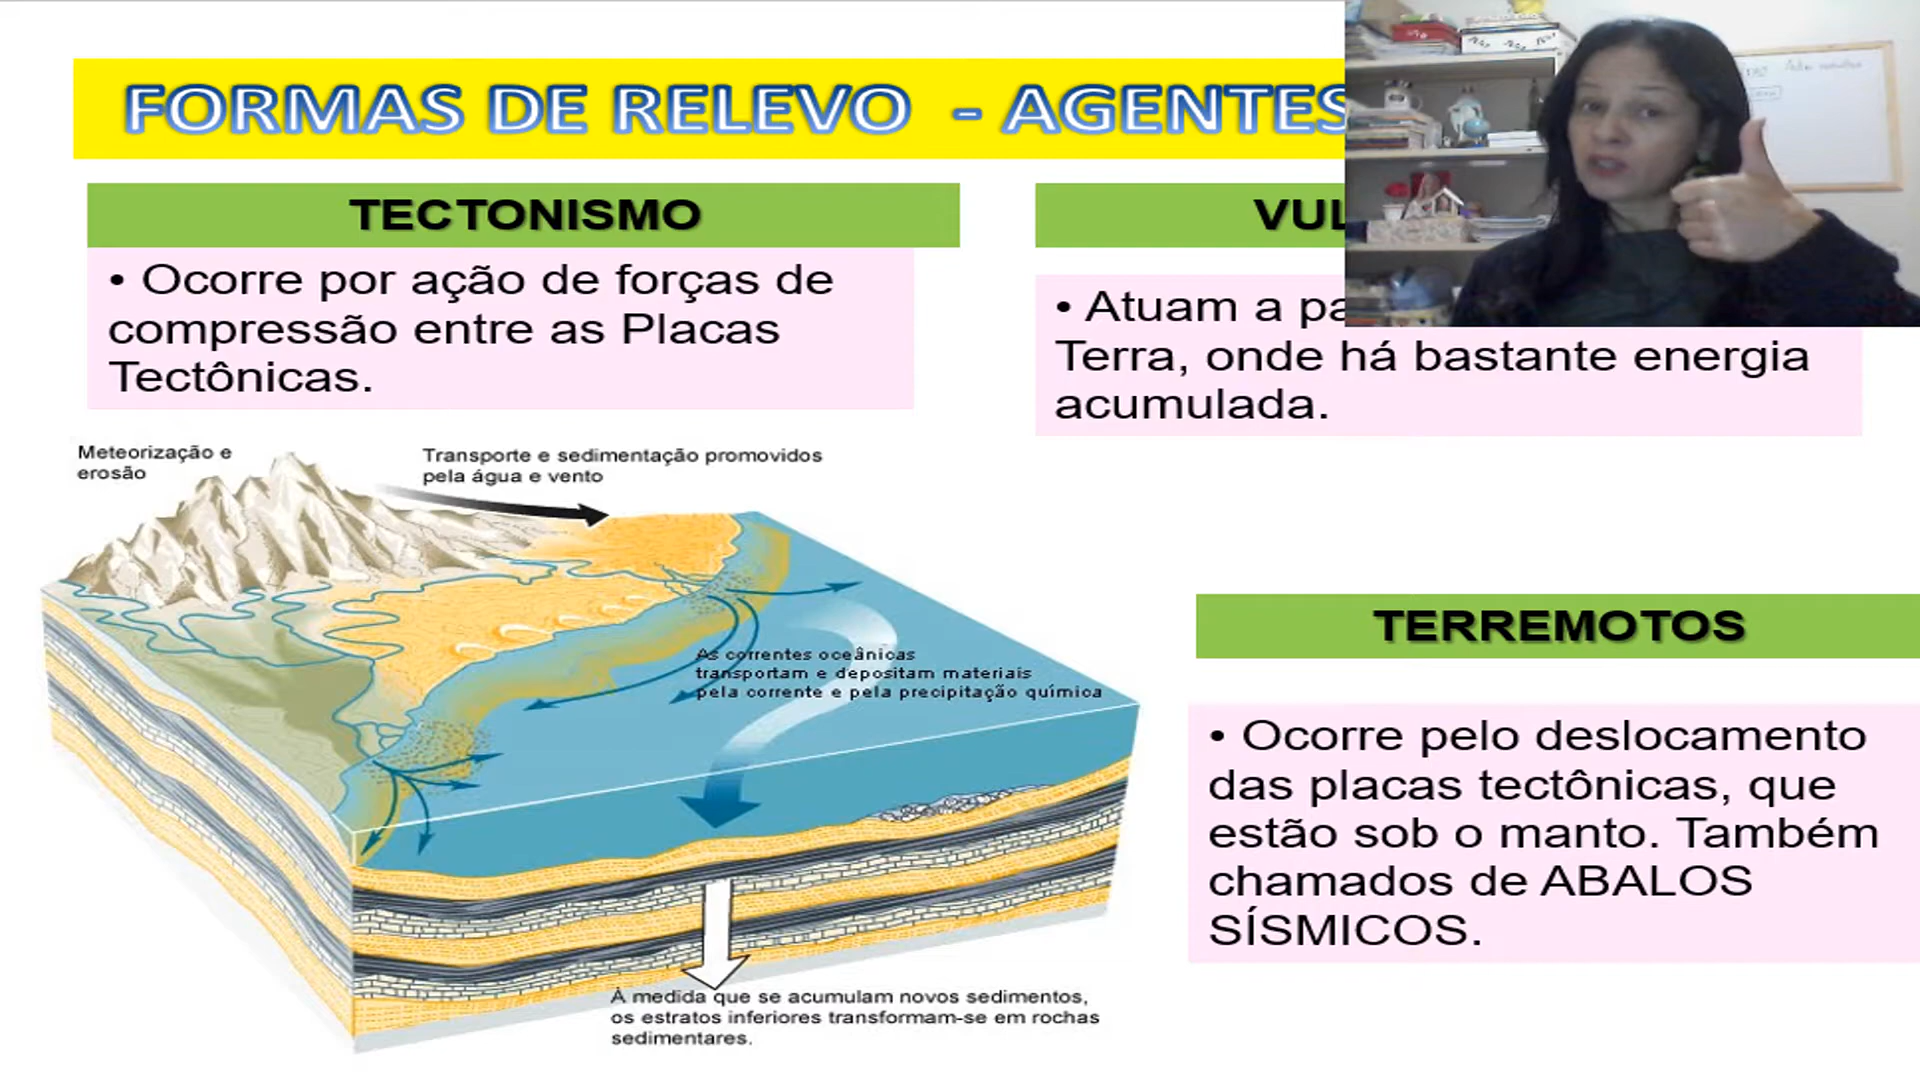 FORMAS DE RELEVO - AGENTES
TECTONISMO
• Ocorre por ação de forças de
compressão entre as Placas
Tectônicas.
• Atuam a
Terra, onde há bastante energia
acumulada.
Meteorização e
erosão
Transporte e sedimentação promovidos
pela água e vento
As correntes oceânicas
transportam e depositam materiais
pela corrente e pela precipitação química
À medida que se acumulam novos sedimentos,
os estratos inferiores transformam-se em rochas
sedimentares.
TERREMOTOS
• Ocorre pelo deslocamento
das placas tectônicas, que
estão sob o manto. Também
chamados de ABALOS
SÍSMICOS.